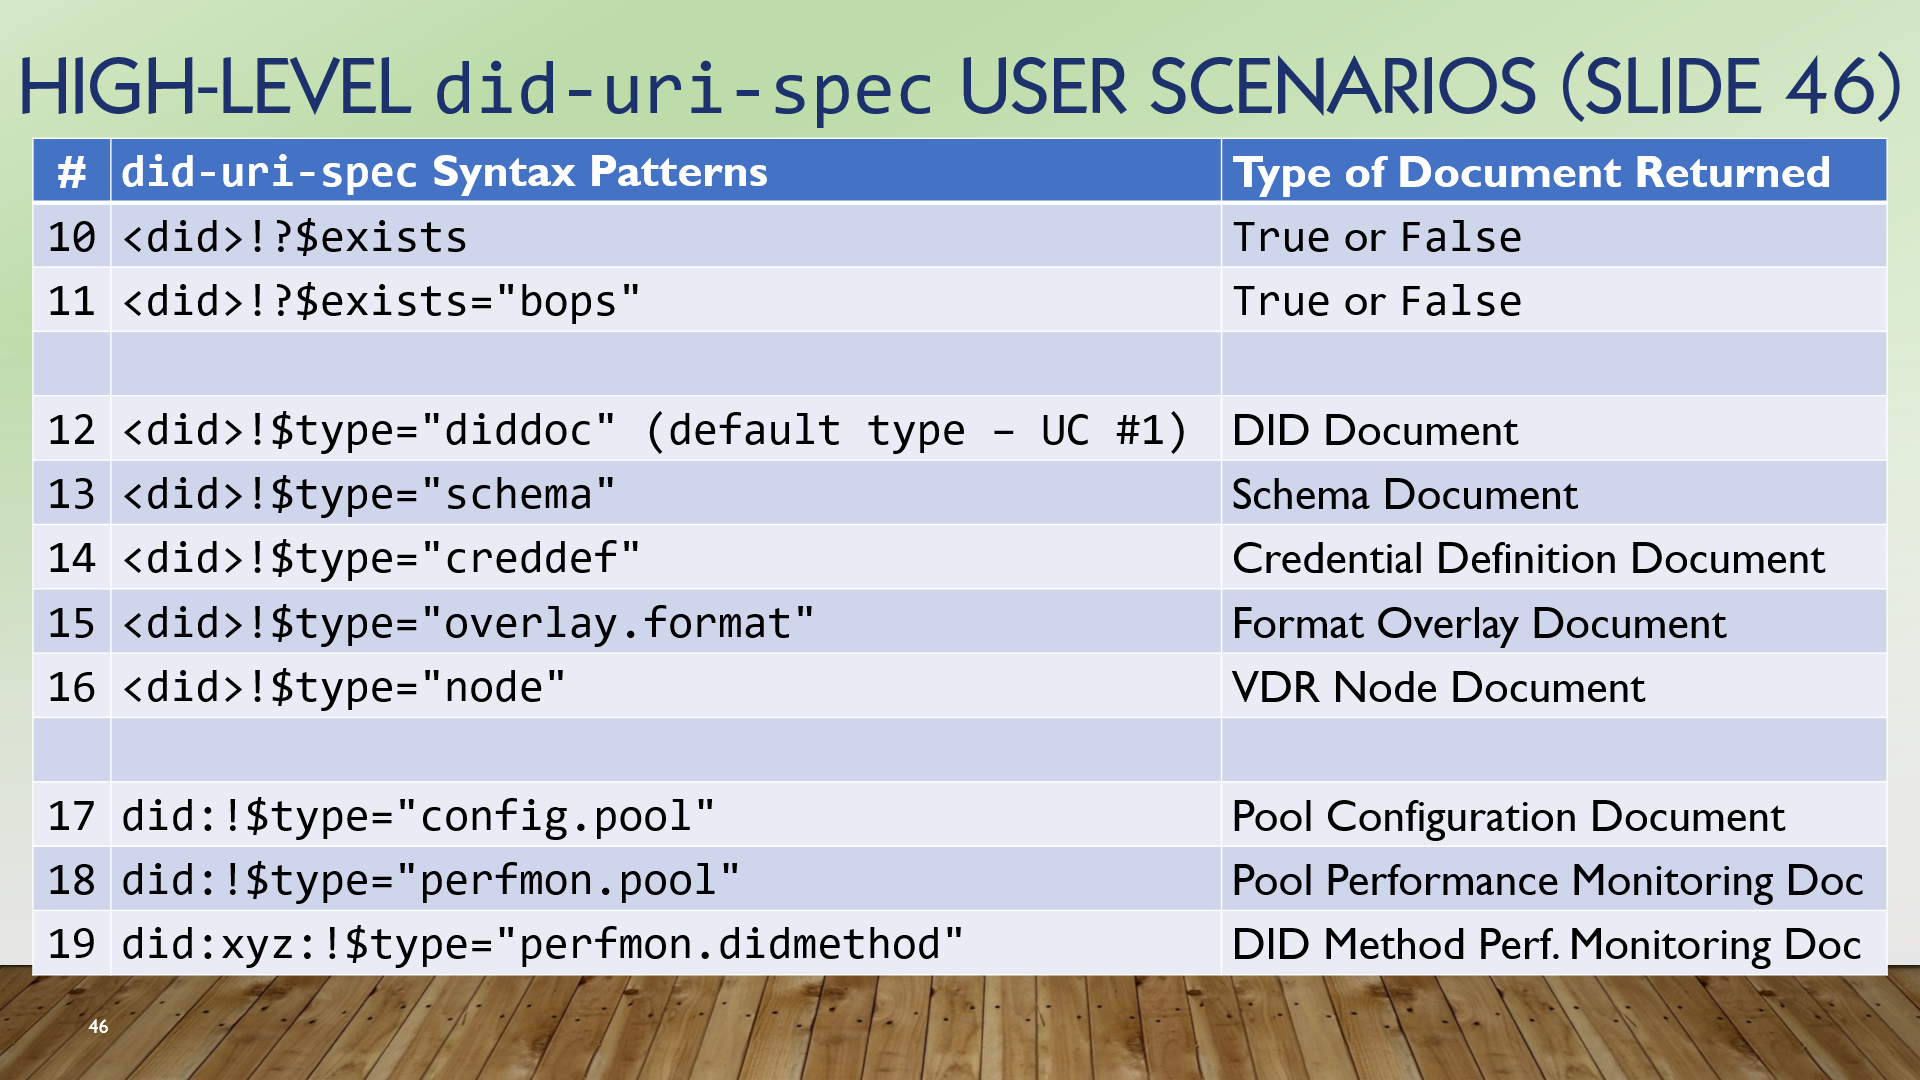 HIGH-LEVEL did-uri-spec USER SCENARIOS (SLIDE 46)
# did-uri-spec Syntax Patterns Type of Document Returned
10 <did>!?$exists True or False
11 <did>!?$exists="bops" True or False
12 <did>!$type="diddoc" (default type – UC #1) DID Document
13 <did>!$type="schema" Schema Document
14 <did>!$type="creddef" Credential Definition Document
15 <did>!$type="overlay.format" Format Overlay Document
16 <did>!$type="node" VDR Node Document
17 did:!$type="config.pool" Pool Configuration Document
18 did:!$type="perfmon.pool" Pool Performance Monitoring Doc
19 did:xyz:!$type="perfmon.didmethod" DID Method Perf. Monitoring Doc
46